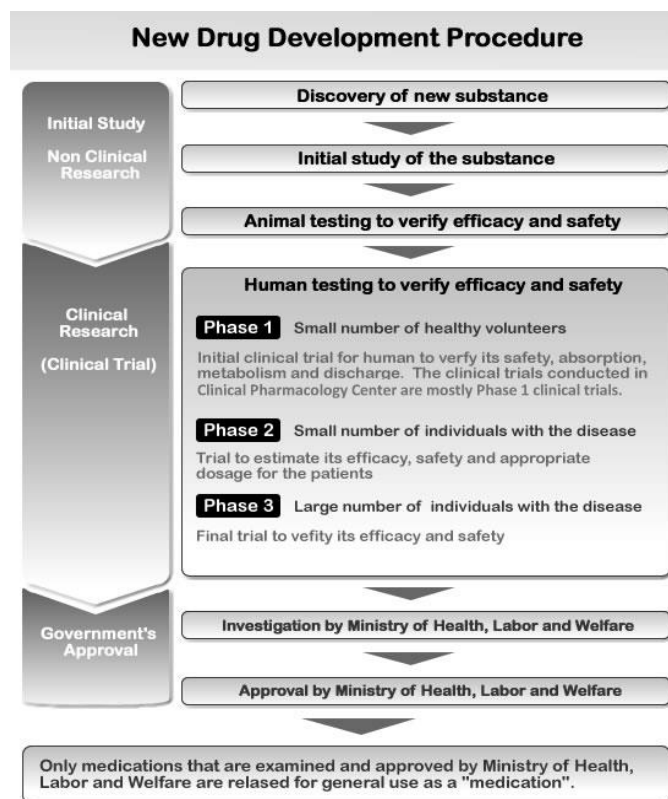 New Drug Development Procedure
Initial Study
Non Clinical
Research
Discovery of new substance
Initial study of the substance
Animal testing to verify efficacy and safety
Clinical
Research
(Clinical Trial)
Human testing to verify efficacy and safety
Phase 1 Small number of healthy volunteers
Initial clinical trial for human to verfy its safety, absorption,
metabolism and discharge. The clinical trials conducted in
Clinical Pharmacology Center are mostly Phase 1 clinical trials.
Phase 2 Small number of individuals with the disease
Trial to estimate its efficacy, safety and appropriate
dosage for the patients
Phase 3 Large number of individuals with the disease
Final trial to vefity its efficacy and safety
Government's
Approval
Investigation by Ministry of Health, Labor and Welfare
Approval by Ministry of Health, Labor and Welfare
Only medications that are examined and approved by Ministry of Health,
Labor and Welfare are relased for general use as a "medication".